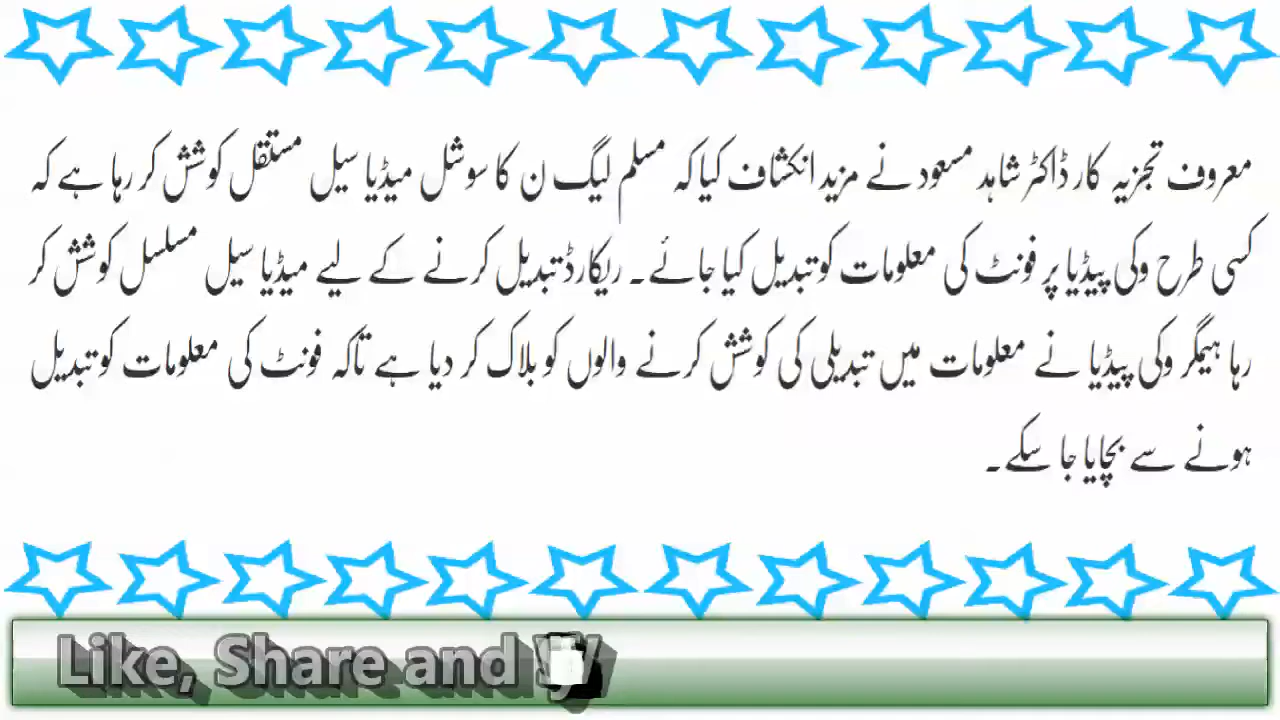 معروف تجزیہ کار ڈاکٹر شاہد مسعود نے مزید انکشاف کیا کہ مسلم لیگ ن کا سوشل میڈیا سیل مستقل کوشش کر رہا ہے کہ
کسی طرح وکی پیڈیا پر فونٹ کی معلومات کو تبدیل کیا جائے۔ ریکارڈ تبدیل کرنے کے لیے میڈیا سیل مسلسل کوشش کر
رہا ہیمگر وکی پیڈیا نے معلومات میں تبدیلی کی کوشش کرنے والوں کو بلاک کر دیا ہے تاکہ فونٹ کی معلومات کو تبدیل
ہونے سے بچایا جا سکے۔
Like, Share and